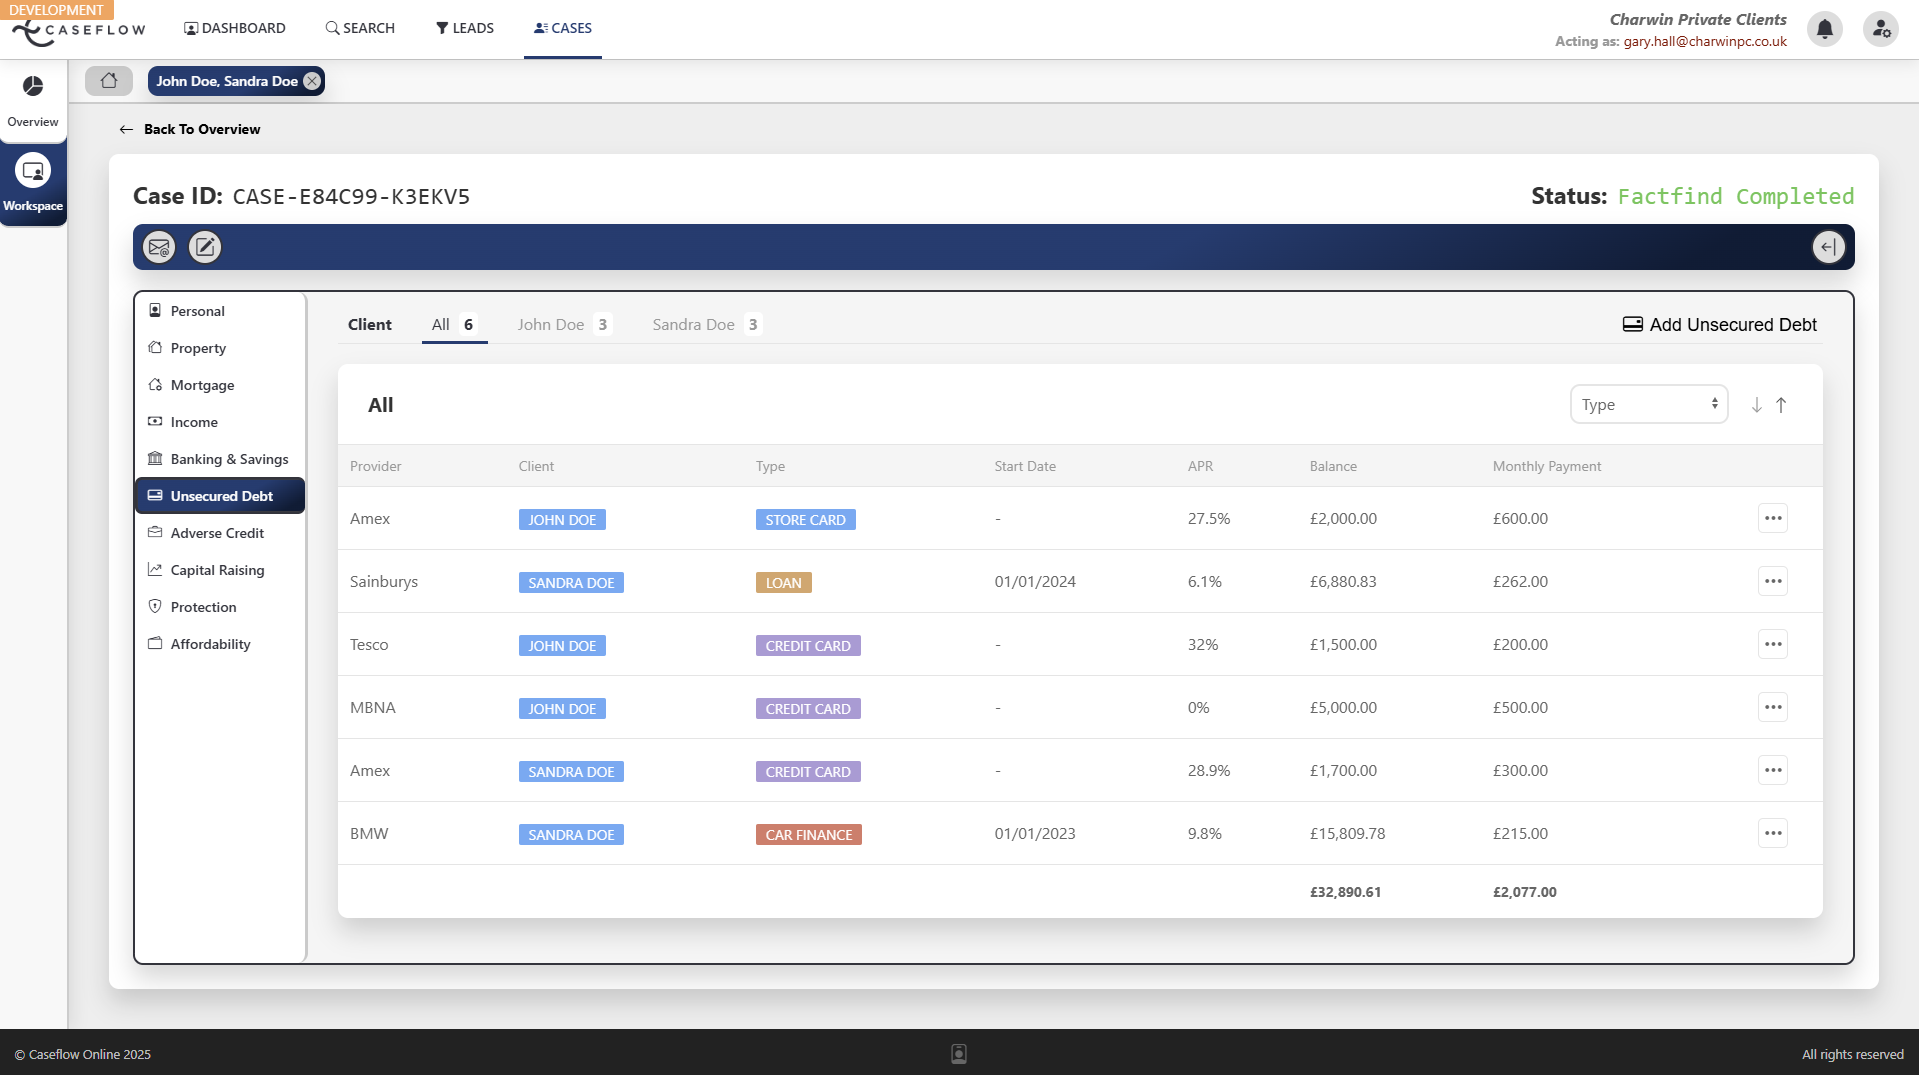 DEVELOPMENT
CASEFLOW
DASHBOARD
SEARCH
LEADS
CASES
Charwin Private Clients
Acting as: gary.hall@charwinpc.co.uk
Overview
Workspace
John Doe, Sandra Doe
Back To Overview
Case ID: CASE-E84C99-K3EKV5
Status: Factfind Completed
Personal
Property
Mortgage
Income
Banking & Savings
Unsecured Debt
Adverse Credit
Capital Raising
Protection
Affordability
Client
All 6
John Doe 3
Sandra Doe 3
Add Unsecured Debt
All
Type
Provider Client Type Start Date APR Balance Monthly Payment
Amex JOHN DOE STORE CARD - 27.5% £2,000.00 £600.00
Sainburys SANDRA DOE LOAN 01/01/2024 6.1% £6,880.83 £262.00
Tesco JOHN DOE CREDIT CARD - 32% £1,500.00 £200.00
MBNA JOHN DOE CREDIT CARD - 0% £5,000.00 £500.00
Amex SANDRA DOE CREDIT CARD - 28.9% £1,700.00 £300.00
BMW SANDRA DOE CAR FINANCE 01/01/2023 9.8% £15,809.78 £215.00
£32,890.61 £2,077.00
© Caseflow Online 2025
All rights reserved